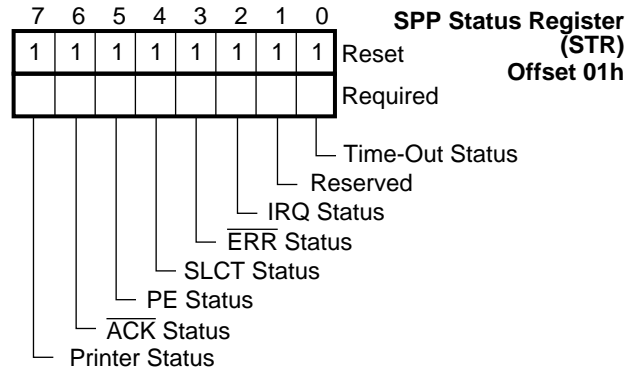 7 6 5 4 3 2 1 0
SPP Status Register
(STR)
Offset 01h
1 1 1 1 1 1 1 1 Reset
Required
Time-Out Status
Reserved
IRQ Status
E̅R̅R̅ Status
SLCT Status
PE Status
A̅C̅K̅ Status
Printer Status